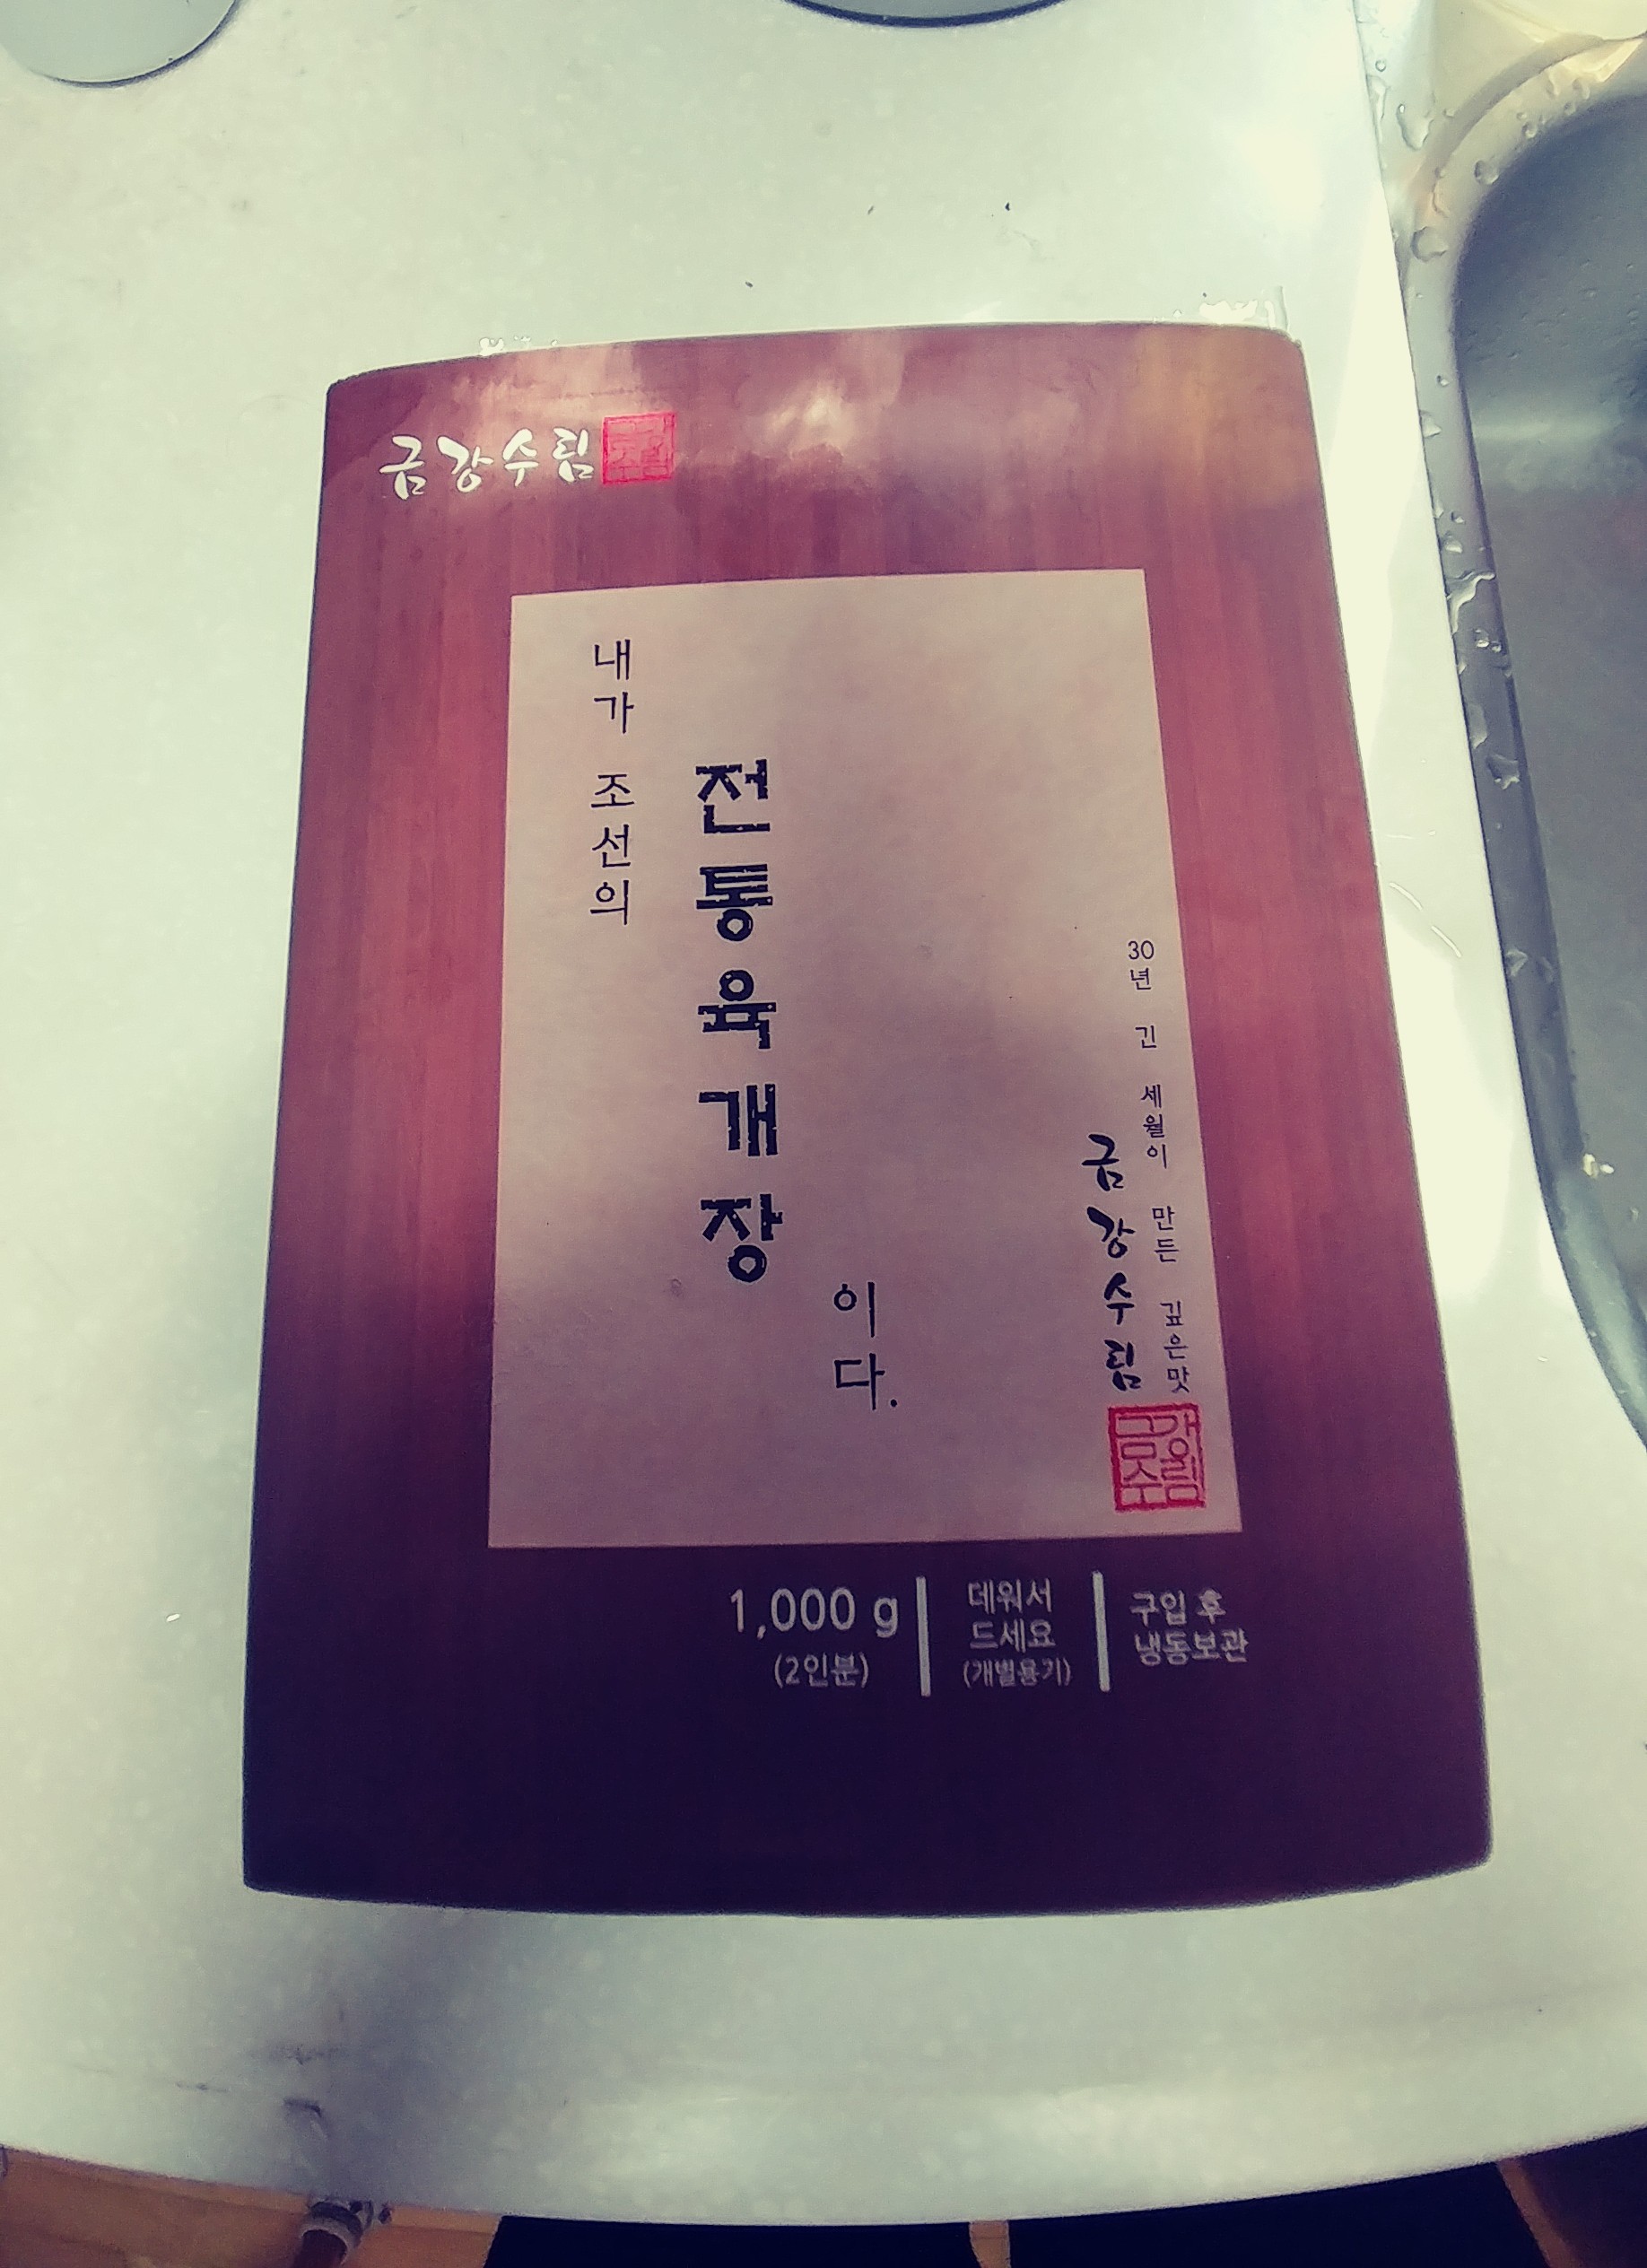 금강수림
내가 조선의
전통육개장
이다.
30년 긴 세월이 만든 깊은맛
금강수림
1,000 g
(2인분)
데워서
드세요
(개별용기)
구입 후
냉동보관